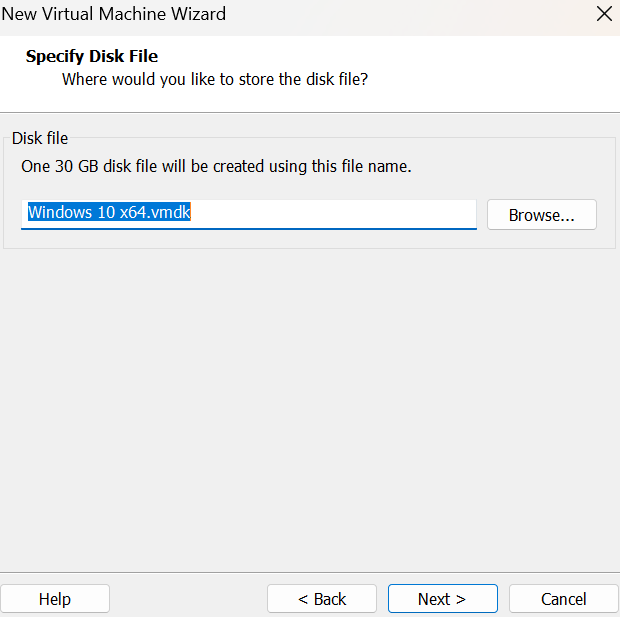 New Virtual Machine Wizard
Specify Disk File
Where would you like to store the disk file?
Disk file
One 30 GB disk file will be created using this file name.
Windows 10 x64.vmdk
Browse...
Help
< Back
Next >
Cancel